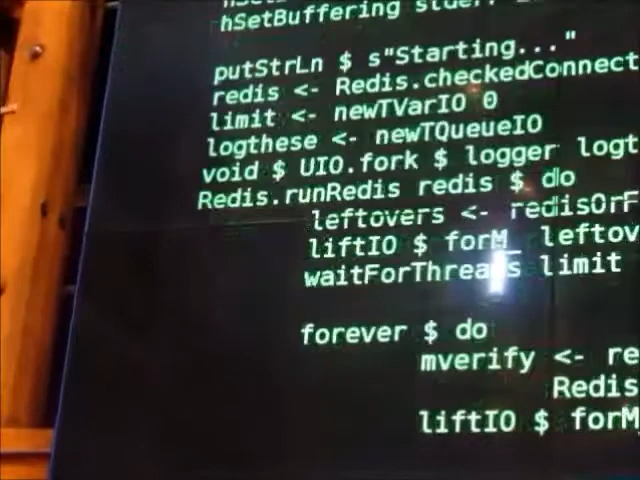 hSetBuffering stderr
putStrLn $ s"Starting..."
redis <- Redis.checkedConnect
limit <- newTVarIO 0
logthese <- newTQueueIO
void $ UIO.fork $ logger logt
Redis.runRedis redis $ do
leftovers <- redisOrF
liftIO $ forM_ leftov
waitForThreads limit
forever $ do
mverify <- re
Redis
liftIO $ forM